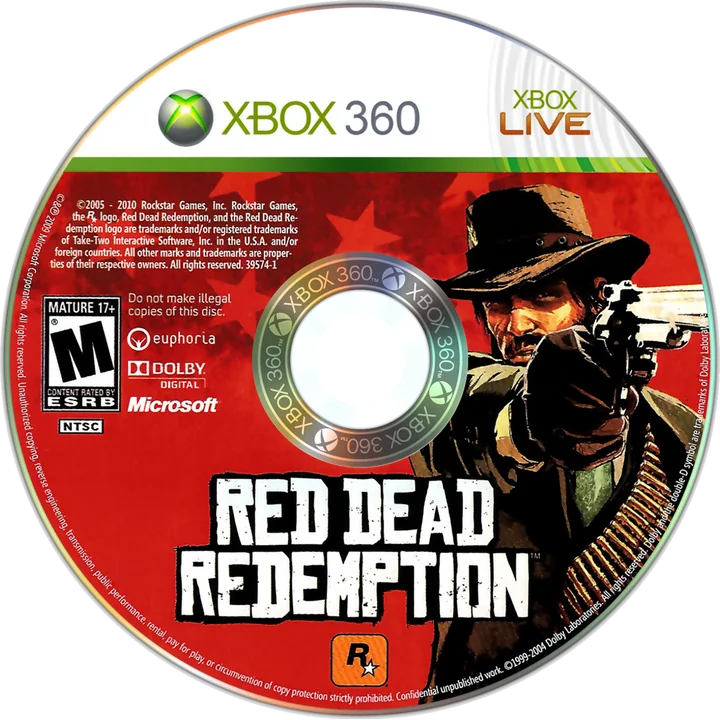 XBOX 360
XBOX
LIVE
©2005 - 2010 Rockstar Games, Inc. Rockstar Games,
the R★ logo, Red Dead Redemption, and the Red Dead Re-
demption logo are trademarks and/or registered trademarks
of Take-Two Interactive Software, Inc. in the U.S.A. and/or
foreign countries. All other marks and trademarks are proper-
ties of their respective owners. All rights reserved. 39574-1
MATURE 17+
M
®
CONTENT RATED BY
ESRB
NTSC
Do not make illegal
copies of this disc.
euphoria
DOLBY
DIGITAL
Microsoft
XBOX 360™
XBOX 360™
XBOX 360™
XBOX 360™
RED DEAD
REDEMPTION™
R★
©&℗ 2009 Microsoft Corporation. All rights reserved. Unauthorized copying, reverse engineering, transmission, public performance, rental, pay for play, or circumvention of copy protection strictly prohibited. Confidential unpublished work. ©1999-2004 Dolby Laboratories. All rights reserved. Dolby and the double-D symbol are trademarks of Dolby Laboratories.